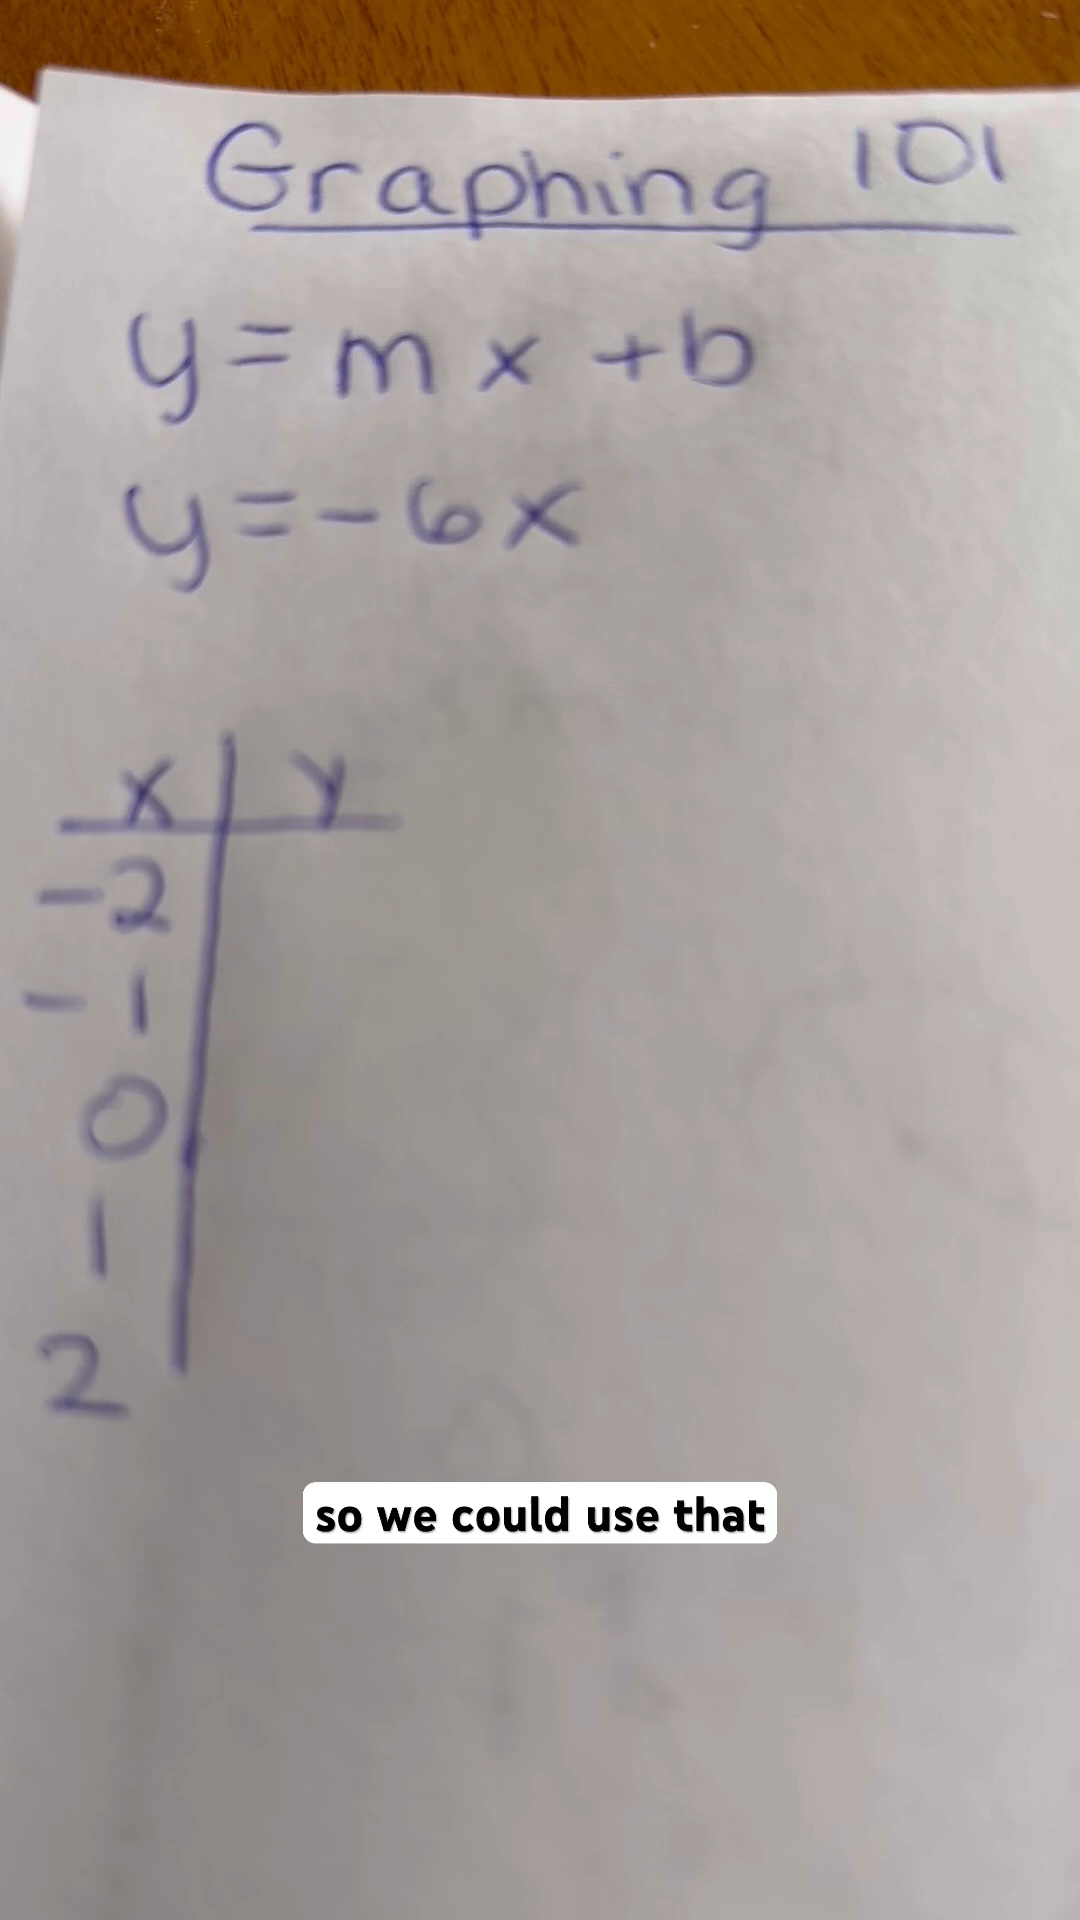 Graphing 101
y = mx + b
y = -6x
x y
-2
-1
0
1
2
so we could use that